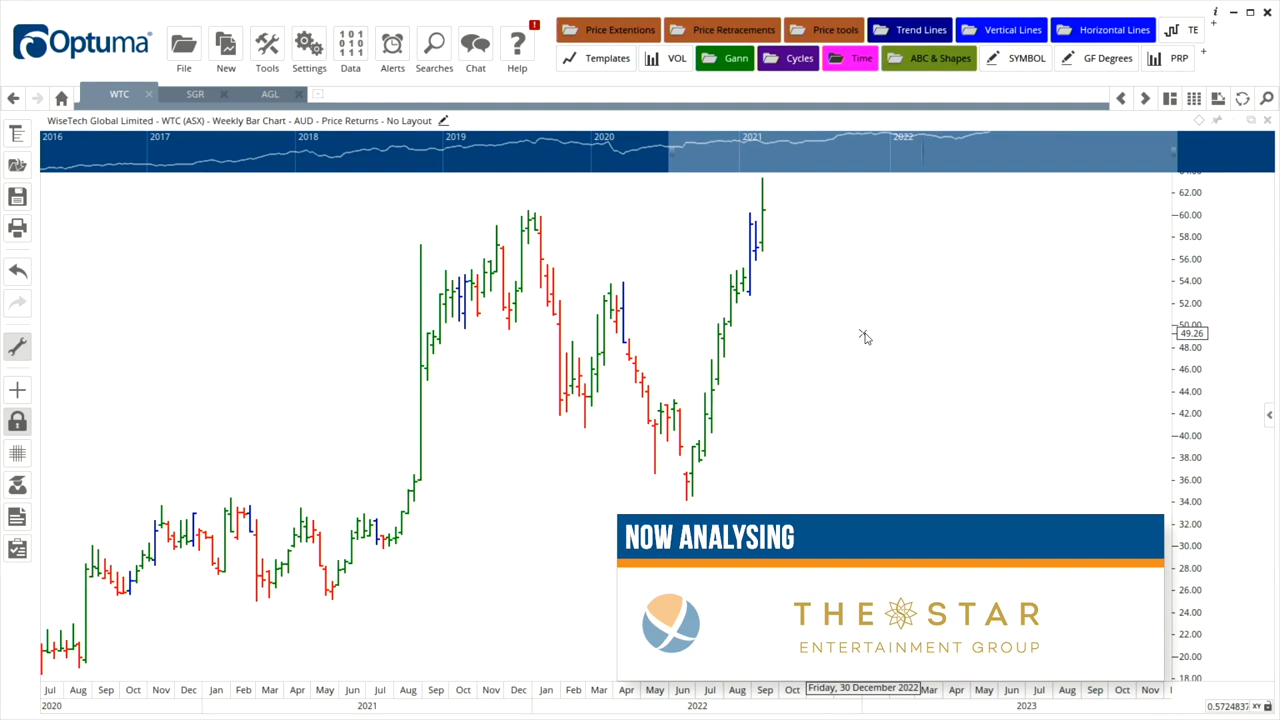 Optuma®
File
New
Tools
Settings
101
010
101
Data
Alerts
Searches
Chat
!
?
Help
Price Extentions
Price Retracements
Price tools
Trend Lines
Vertical Lines
Horizontal Lines
TE
Templates
VOL
Gann
Cycles
Time
ABC & Shapes
SYMBOL
GF Degrees
PRP
WTC
SGR
AGL
WiseTech Global Limited - WTC (ASX) - Weekly Bar Chart - AUD - Price Returns - No Layout
2016 2017 2018 2019 2020 2021 2022
62.00
60.00
58.00
56.00
54.00
52.00
50.00
49.26
48.00
46.00
44.00
42.00
40.00
38.00
36.00
34.00
32.00
30.00
28.00
26.00
24.00
22.00
20.00
18.00
NOW ANALYSING
THE STAR
ENTERTAINMENT GROUP
Jul Aug Sep Oct Nov Dec Jan Feb Mar Apr May Jun Jul Aug Sep Oct Nov Dec Jan Feb Mar Apr May Jun Jul Aug Sep Oct Friday, 30 December 2022 Mar Apr May Jun Jul Aug Sep Oct Nov
2020 2021 2022 2023
0.5724837 XY